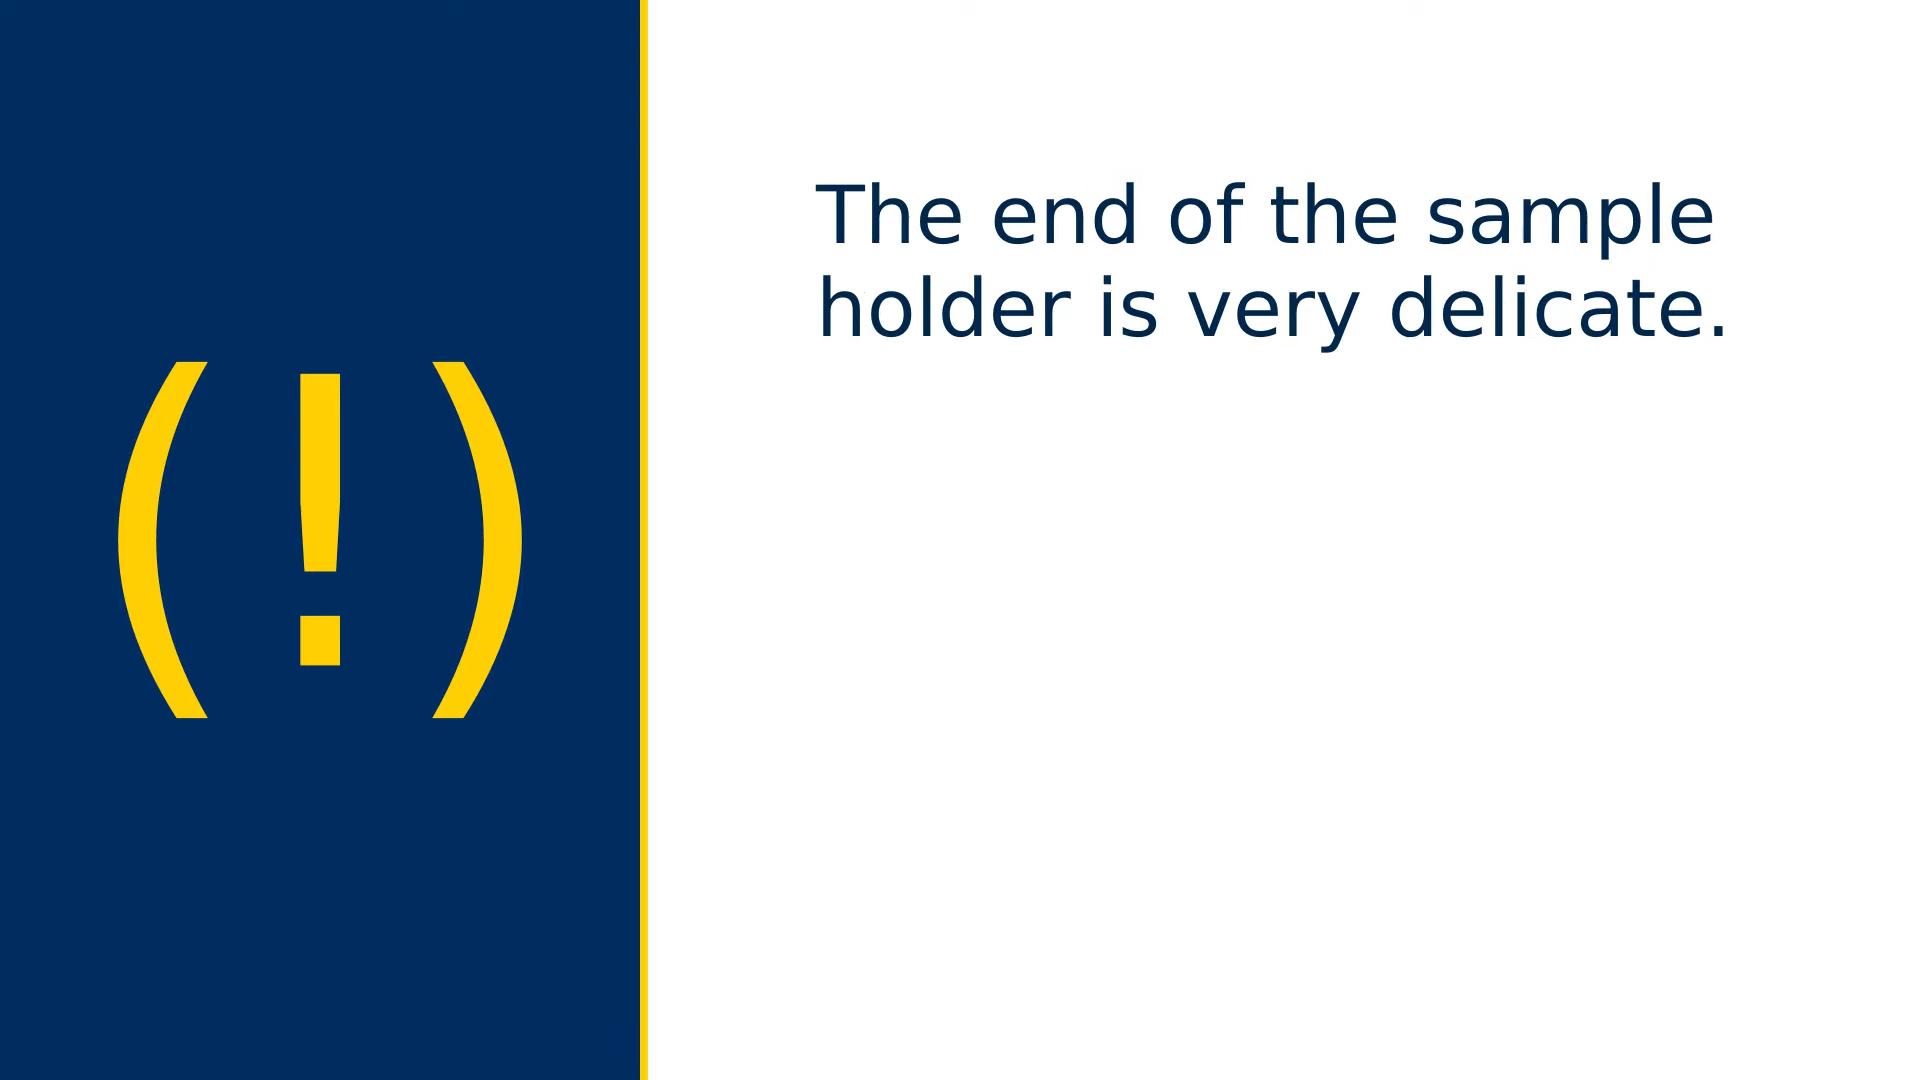 (!)
The end of the sample
holder is very delicate.